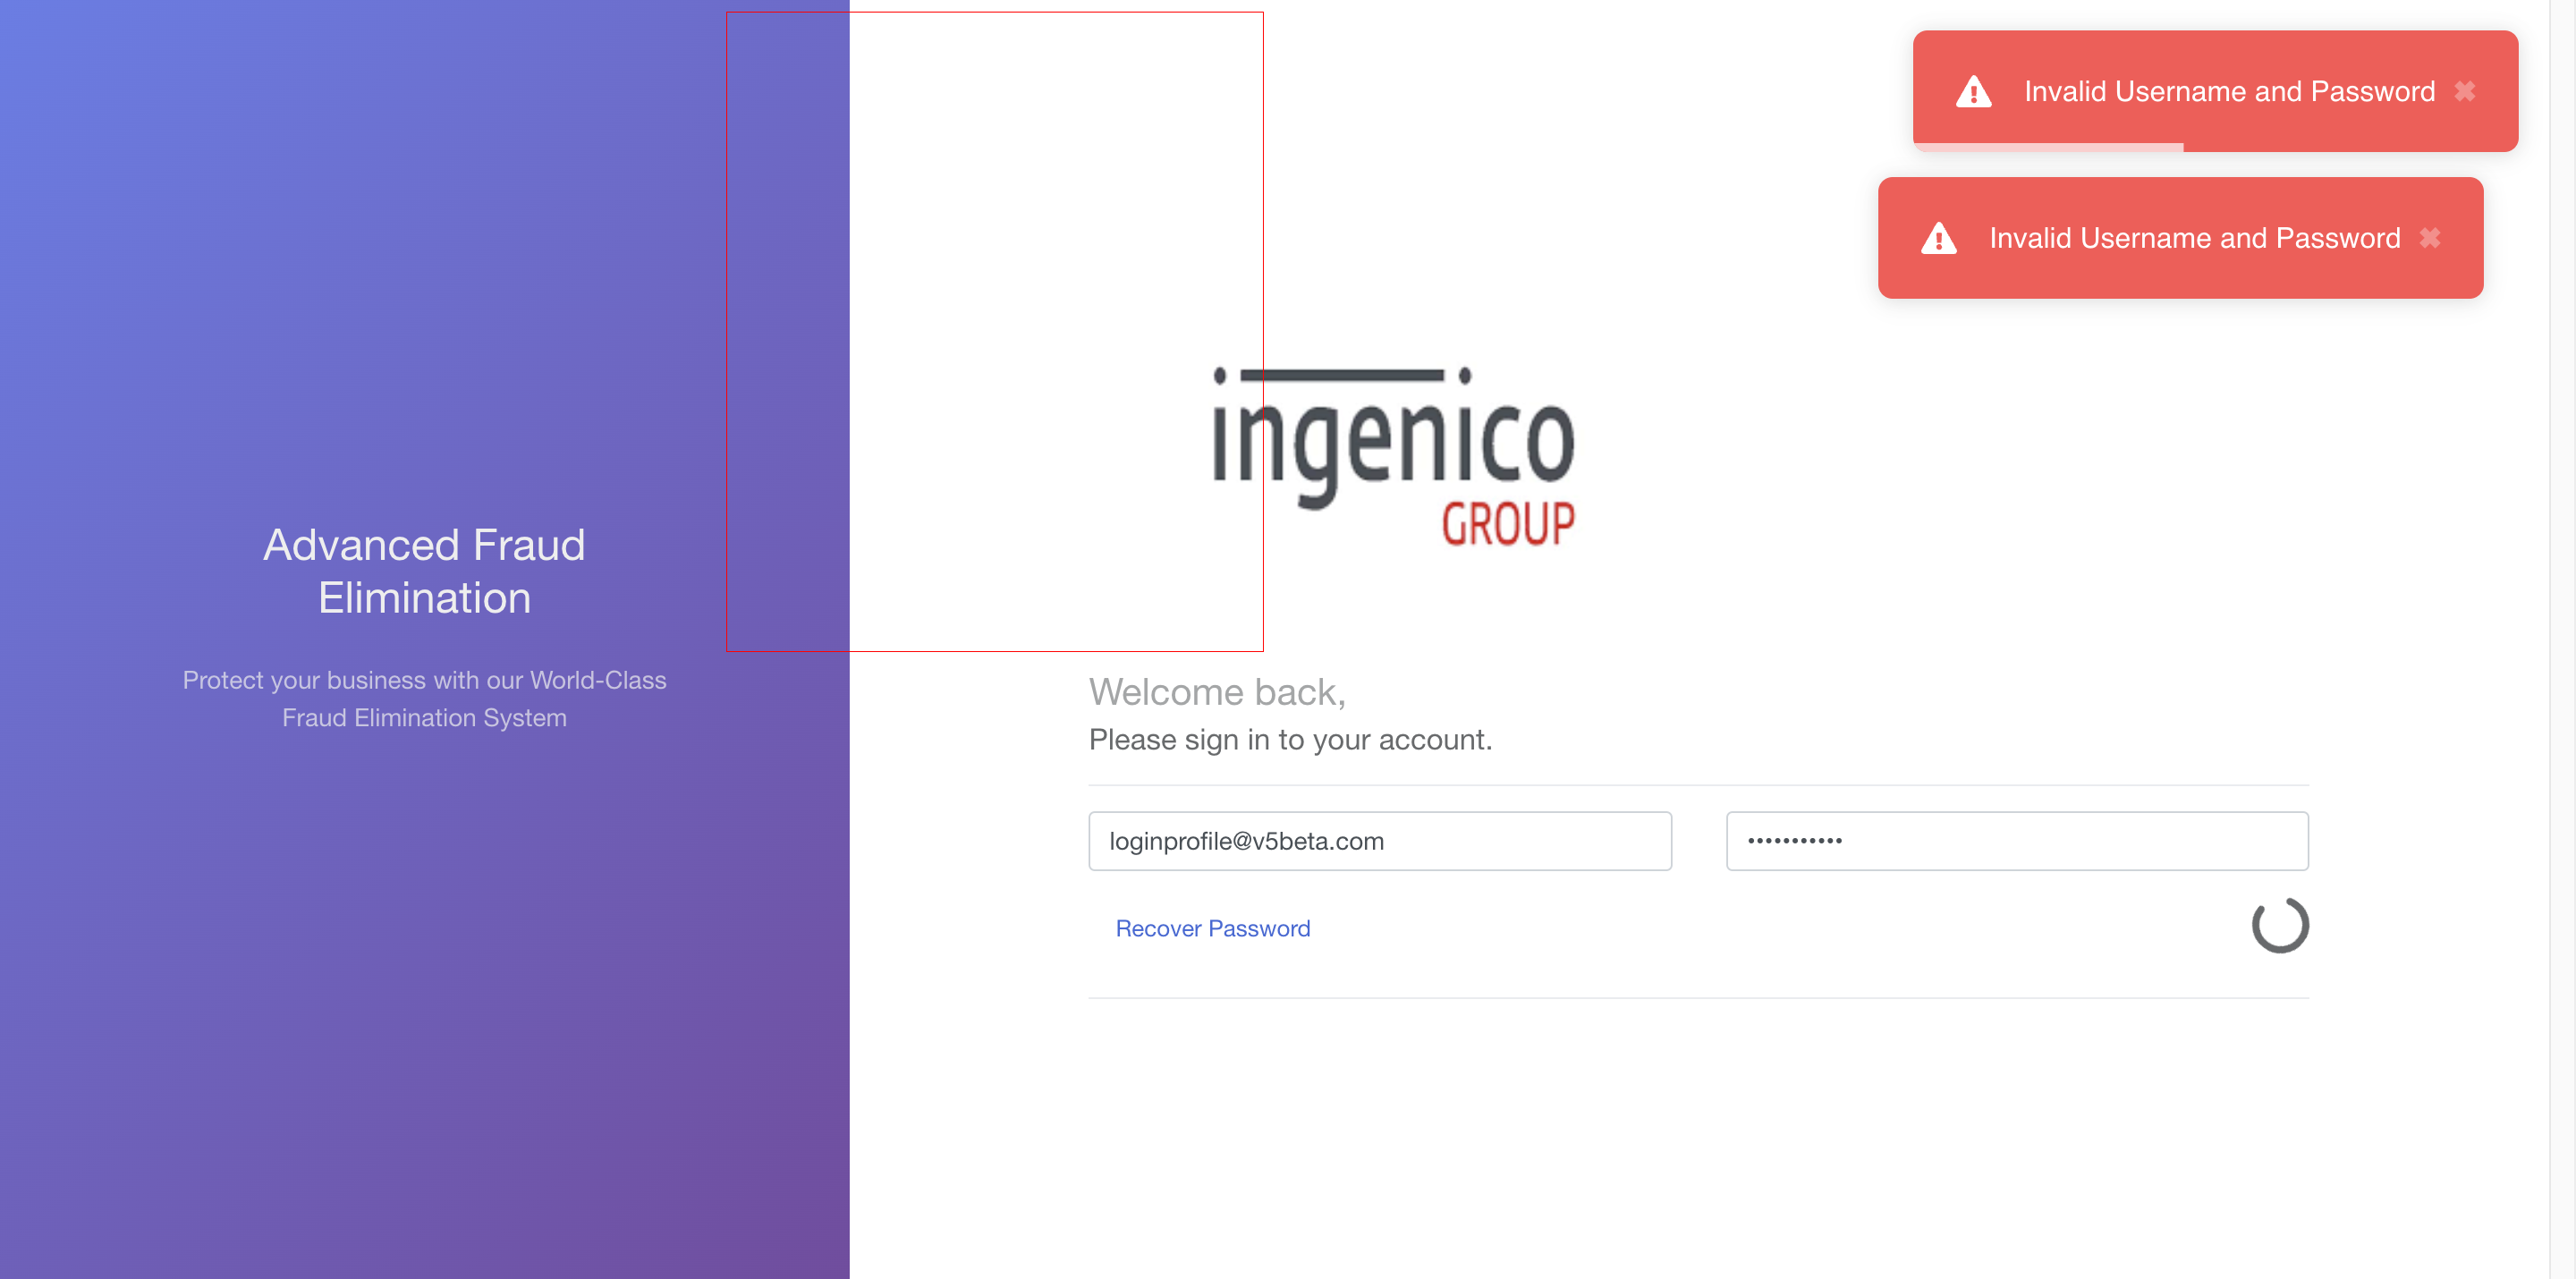 Invalid Username and Password
Invalid Username and Password
ingenico
GROUP
Advanced Fraud
Elimination
Protect your business with our World-Class
Fraud Elimination System
Welcome back,
Please sign in to your account.
loginprofile@v5beta.com
•••••••••••
Recover Password